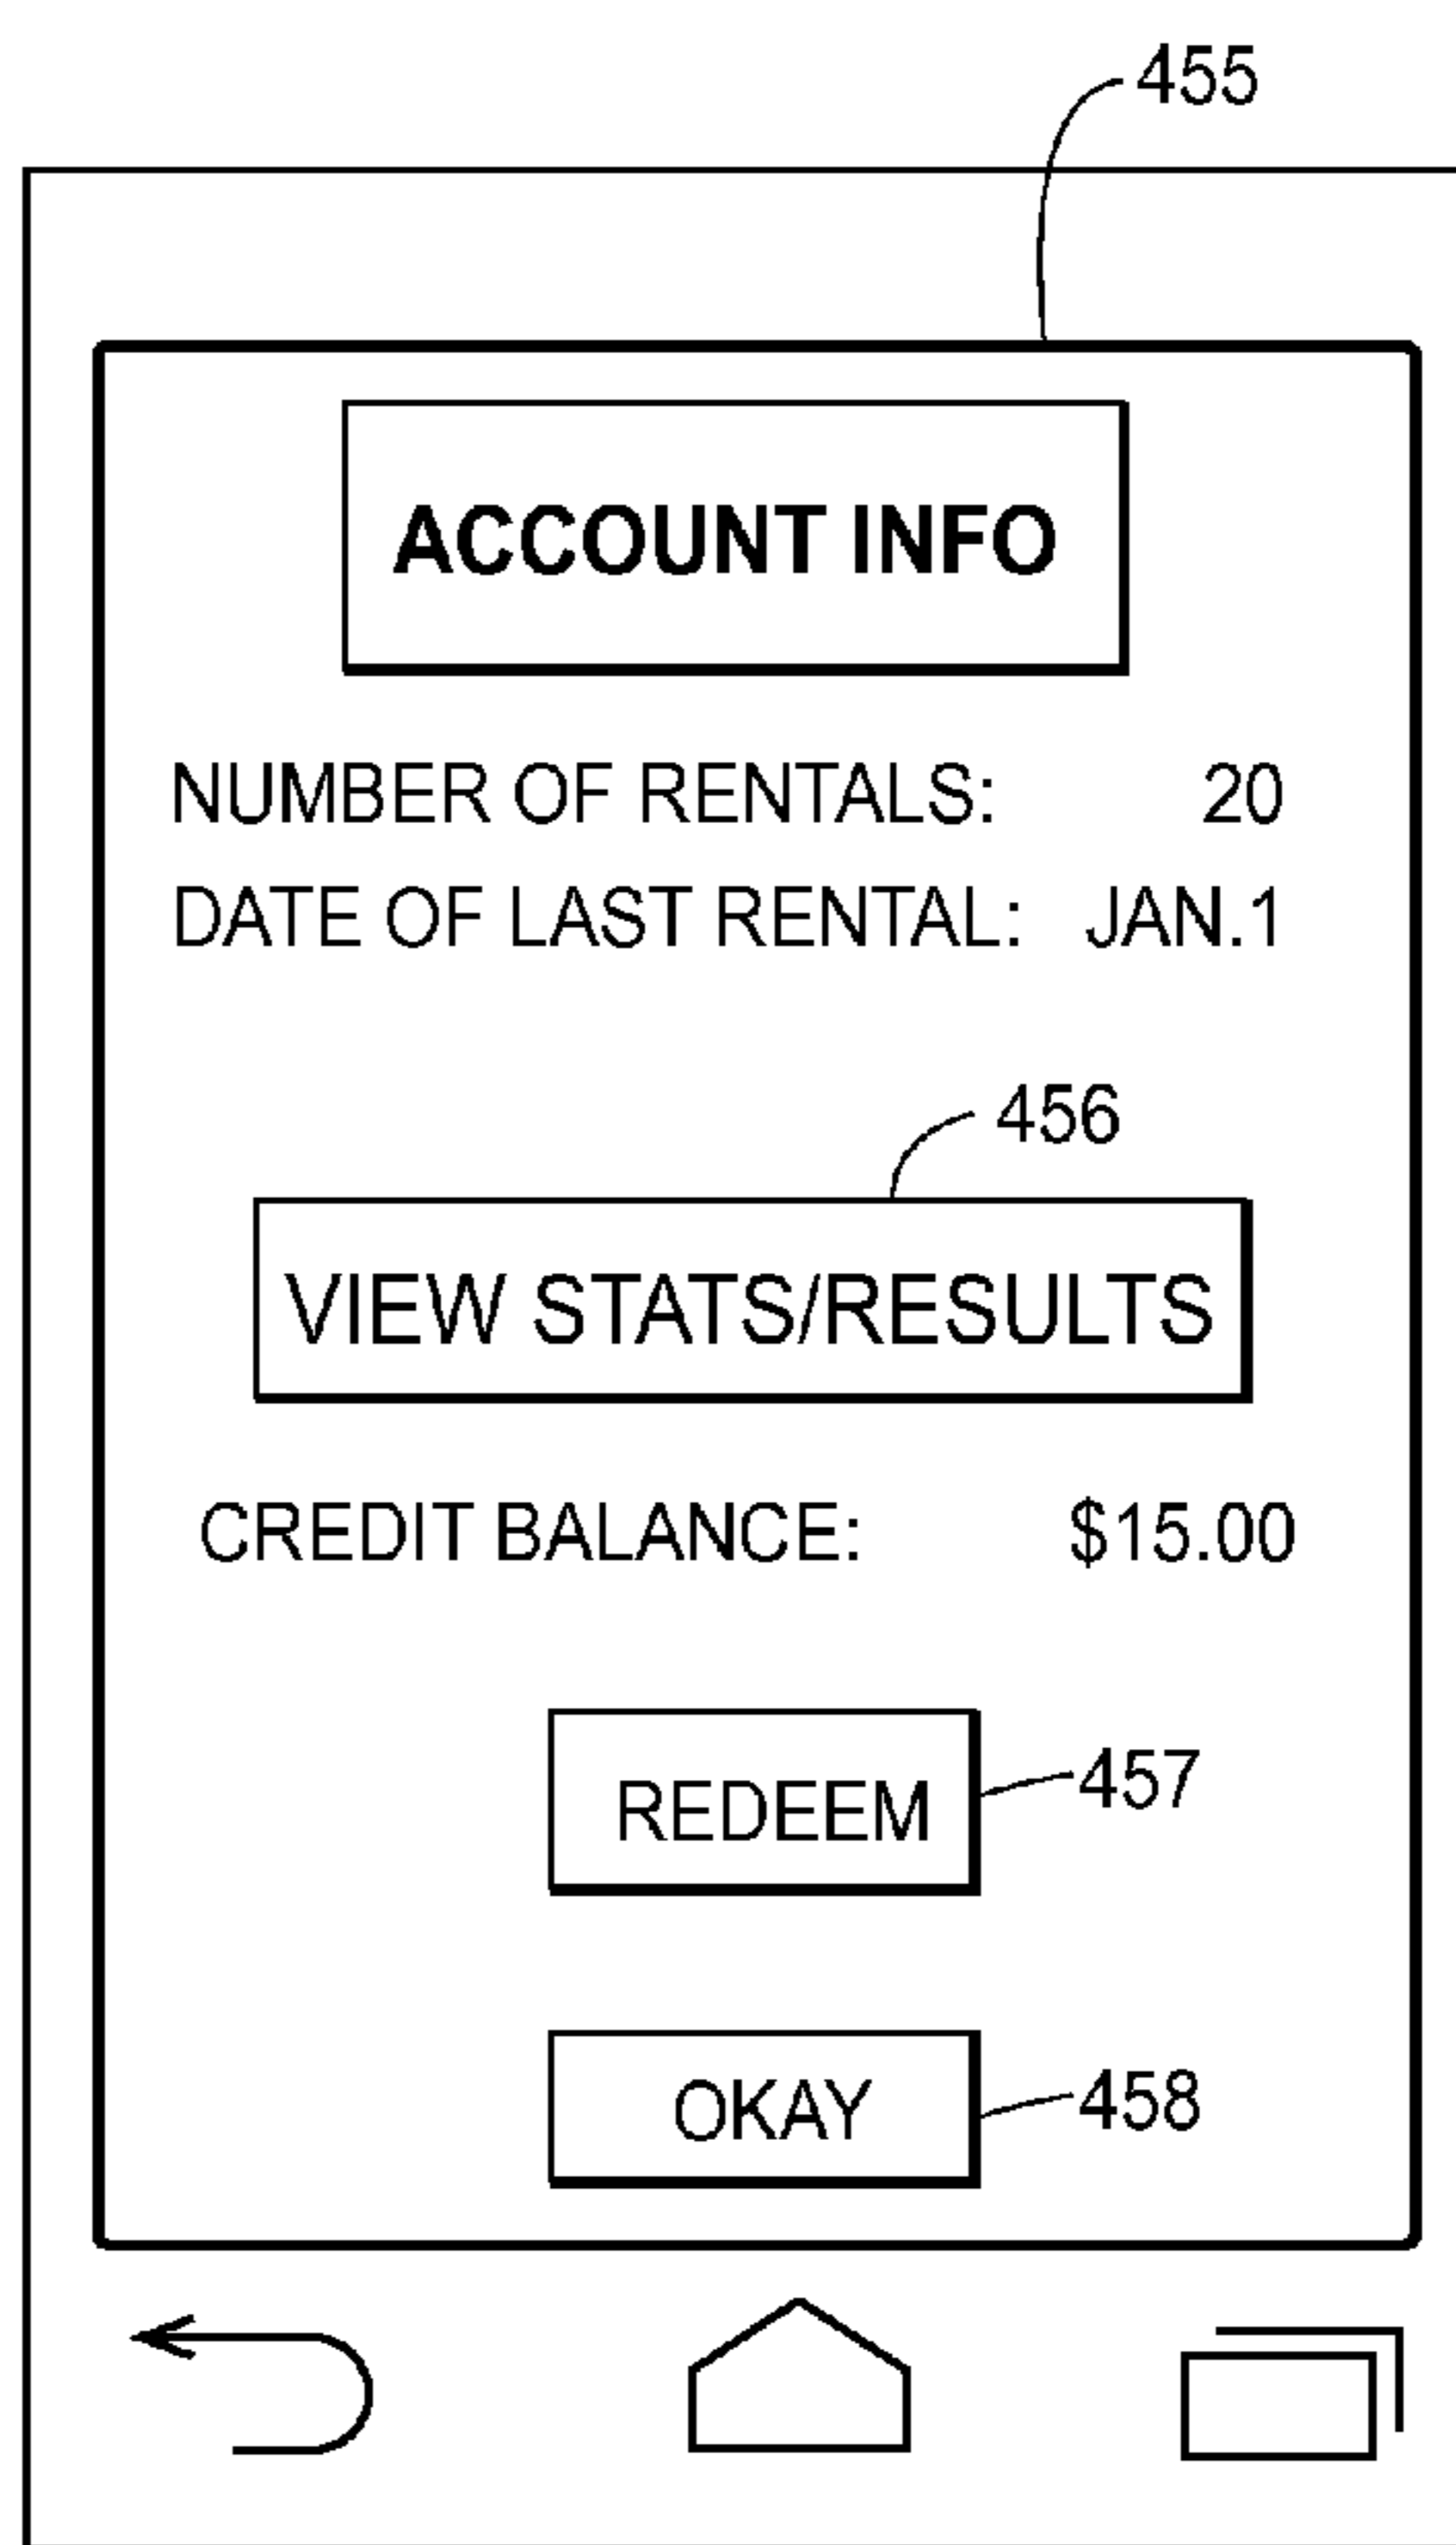 455
ACCOUNT INFO
NUMBER OF RENTALS: 20
DATE OF LAST RENTAL: JAN.1
456
VIEW STATS/RESULTS
CREDIT BALANCE: $15.00
REDEEM 457
OKAY 458